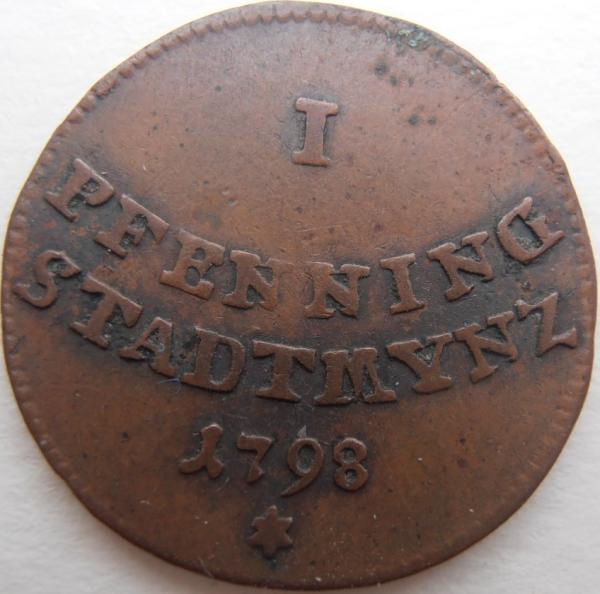 I
PFENNING
STADTMYNZ
1798